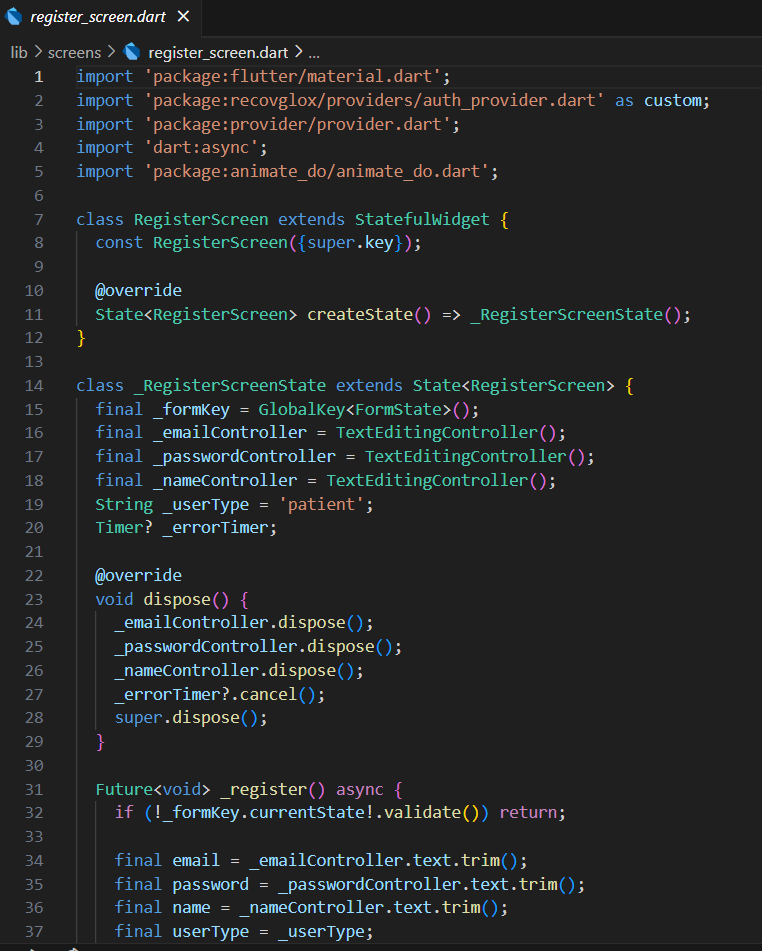 register_screen.dart ×
lib > screens > register_screen.dart > ...
1 import 'package:flutter/material.dart';
2 import 'package:recovglox/providers/auth_provider.dart' as custom;
3 import 'package:provider/provider.dart';
4 import 'dart:async';
5 import 'package:animate_do/animate_do.dart';
6
7 class RegisterScreen extends StatefulWidget {
8   const RegisterScreen({super.key});
9
10   @override
11   State<RegisterScreen> createState() => _RegisterScreenState();
12 }
13
14 class _RegisterScreenState extends State<RegisterScreen> {
15   final _formKey = GlobalKey<FormState>();
16   final _emailController = TextEditingController();
17   final _passwordController = TextEditingController();
18   final _nameController = TextEditingController();
19   String _userType = 'patient';
20   Timer? _errorTimer;
21
22   @override
23   void dispose() {
24     _emailController.dispose();
25     _passwordController.dispose();
26     _nameController.dispose();
27     _errorTimer?.cancel();
28     super.dispose();
29   }
30
31   Future<void> _register() async {
32     if (!_formKey.currentState!.validate()) return;
33
34     final email = _emailController.text.trim();
35     final password = _passwordController.text.trim();
36     final name = _nameController.text.trim();
37     final userType = _userType;